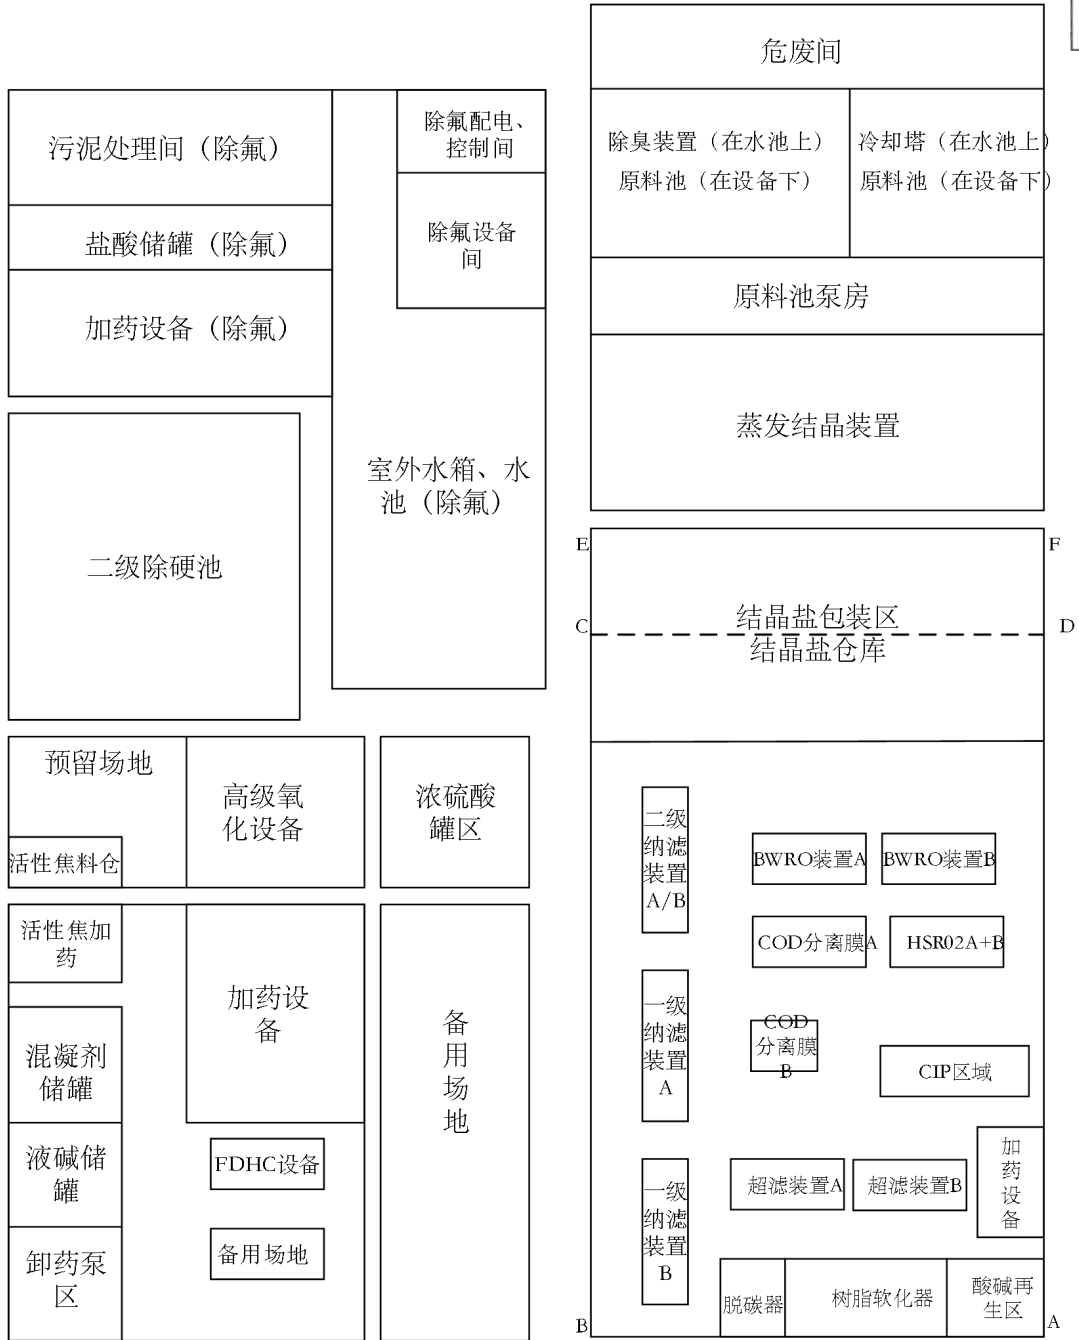 危废间
除臭装置（在水池上）
原料池（在设备下）
冷却塔（在水池上）
原料池（在设备下）
原料池泵房
蒸发结晶装置
污泥处理间（除氟）
盐酸储罐（除氟）
加药设备（除氟）
除氟配电、
控制间
除氟设备
间
室外水箱、水
池（除氟）
二级除硬池
预留场地
活性焦料仓
高级氧
化设备
浓硫酸
罐区
活性焦加
药
混凝剂
储罐
液碱储
罐
卸药泵
区
加药设
备
FDHC设备
备用场地
备
用
场
地
E
F
结晶盐包装区
C
D
结晶盐仓库
二级
纳滤
装置
A/B
BWRO装置A
BWRO装置B
COD分离膜A
HSRO2A+B
一级
纳滤
装置
A
COD
分离膜
B
CIP区域
一级
纳滤
装置
B
超滤装置A
超滤装置B
加
药
设
备
脱碳器
树脂软化器
酸碱再
生区
B
A